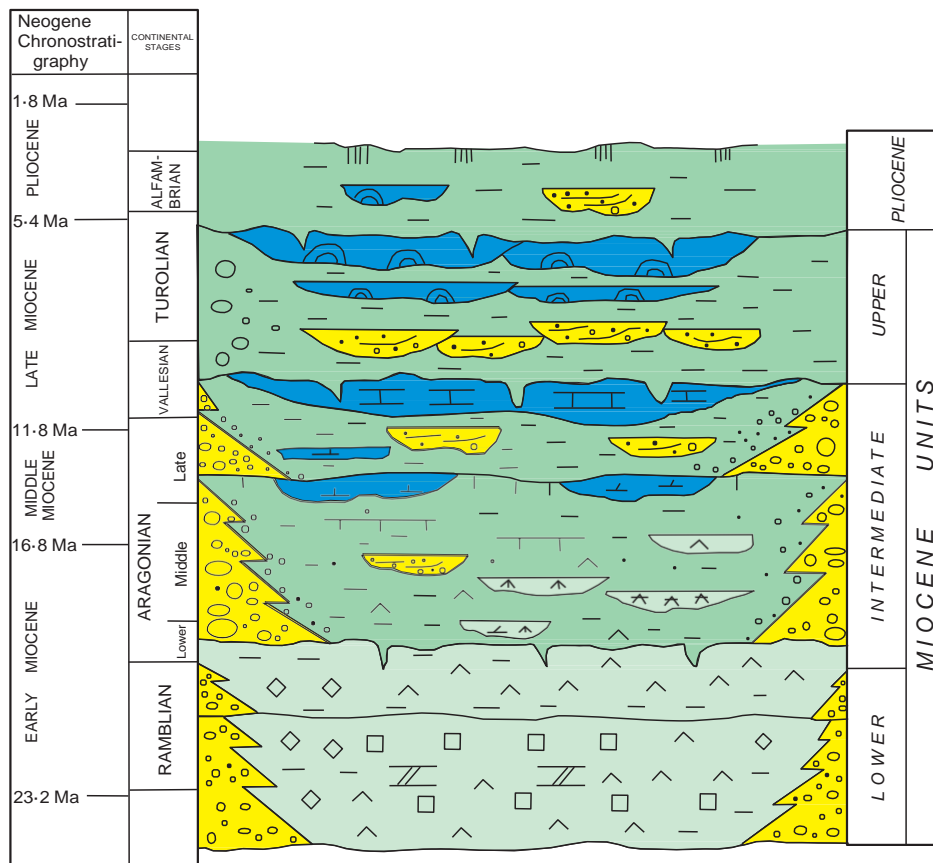 Neogene
Chronostrati-
graphy
CONTINENTAL
STAGES
1·8 Ma
PLIOCENE
5·4 Ma
LATE MIOCENE
11·8 Ma
MIDDLE
MIOCENE
16·8 Ma
EARLY MIOCENE
23·2 Ma
ALFAM-
BRIAN
TUROLIAN
VALLESIAN
ARAGONIAN
Late
Middle
Lower
RAMBLIAN
PLIOCENE
UPPER
INTERMEDIATE
LOWER
MIOCENE UNITS